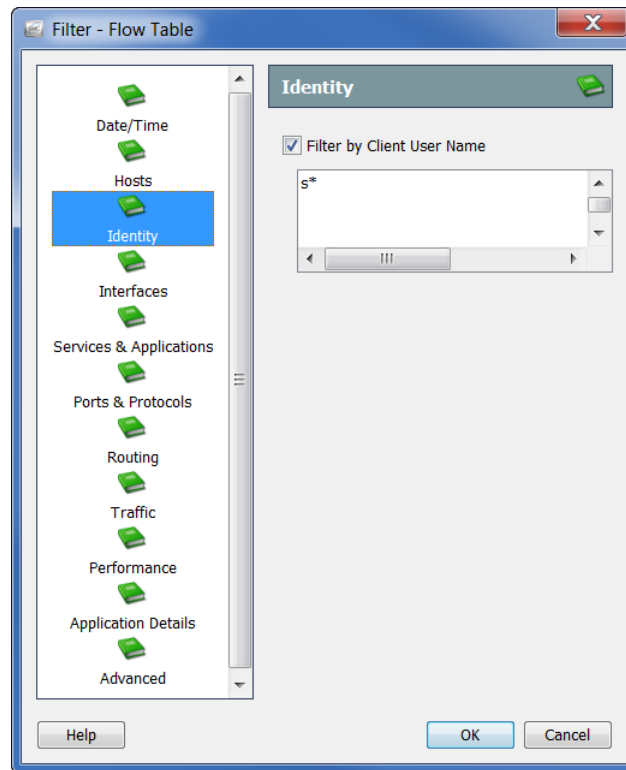 Filter - Flow Table
Date/Time
Hosts
Identity
Interfaces
Services & Applications
Ports & Protocols
Routing
Traffic
Performance
Application Details
Advanced
Identity
Filter by Client User Name
s*
Help
OK
Cancel